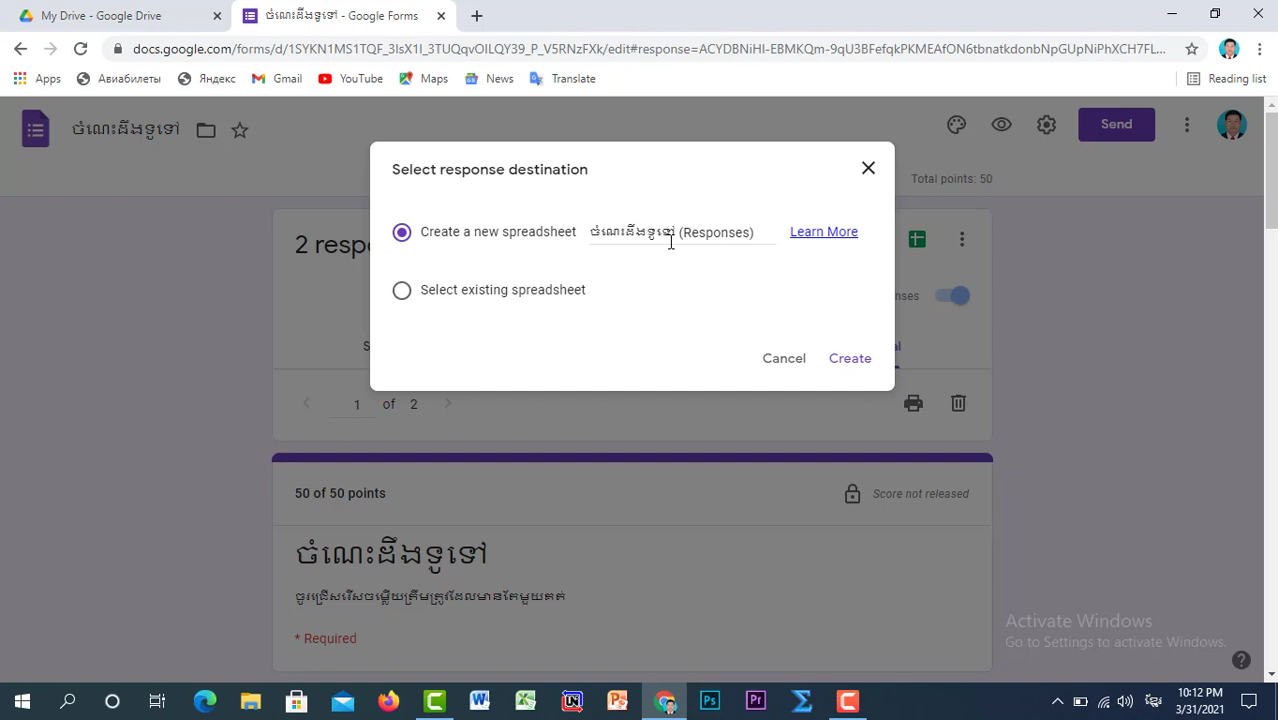 My Drive - Google Drive
ចំណេះដឹងទូទៅ - Google Forms
docs.google.com/forms/d/1SYKN1MS1TQF_3IsX1I_3TUQqvOILQY39_P_V5RNzFXk/edit#response=ACYDBNiHI-EBMKQm-9qU3BFefqkPKMEAfON6tbnatkdonbNpGUpNiPhXCH7FL...
Apps
Авиабилеты
Яндекс
Gmail
YouTube
Maps
News
Translate
Reading list
ចំណេះដឹងទូទៅ
Send
Total points: 50
Select response destination
Create a new spreadsheet ចំណេះដឹងទូទៅ (Responses) Learn More
Select existing spreadsheet
Cancel Create
2 resp
nses
S
al
1 of 2
50 of 50 points
Score not released
ចំណេះដឹងទូទៅ
ចូរជ្រើសរើសចម្លើយត្រឹមត្រូវដែលមានតែមួយគត់
* Required
Activate Windows
Go to Settings to activate Windows.
10:12 PM
3/31/2021